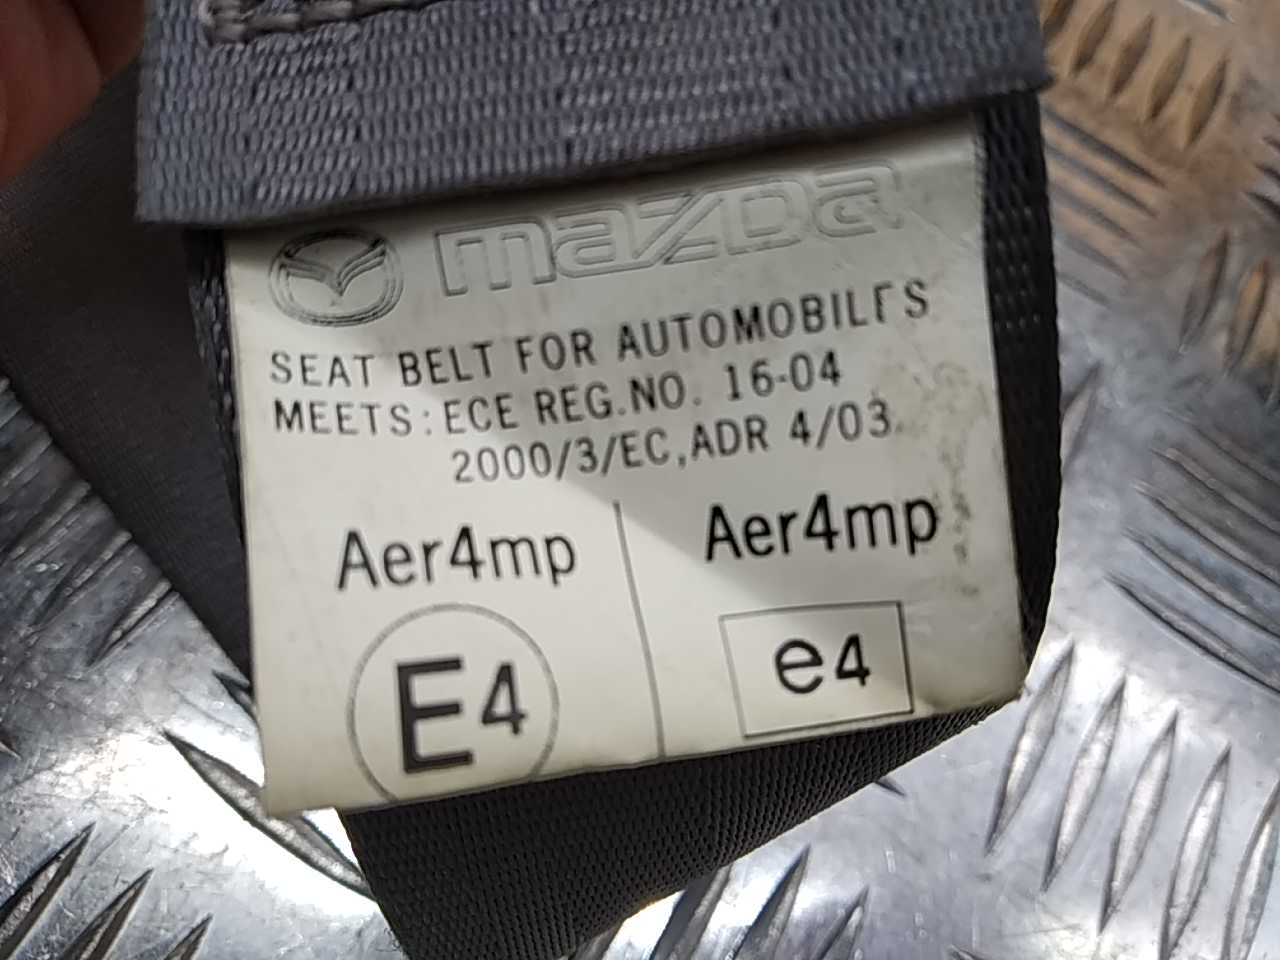 mazda
SEAT BELT FOR AUTOMOBILES
MEETS: ECE REG.NO. 16-04
2000/3/EC, ADR 4/03
Aer4mp Aer4mp
E4 e4